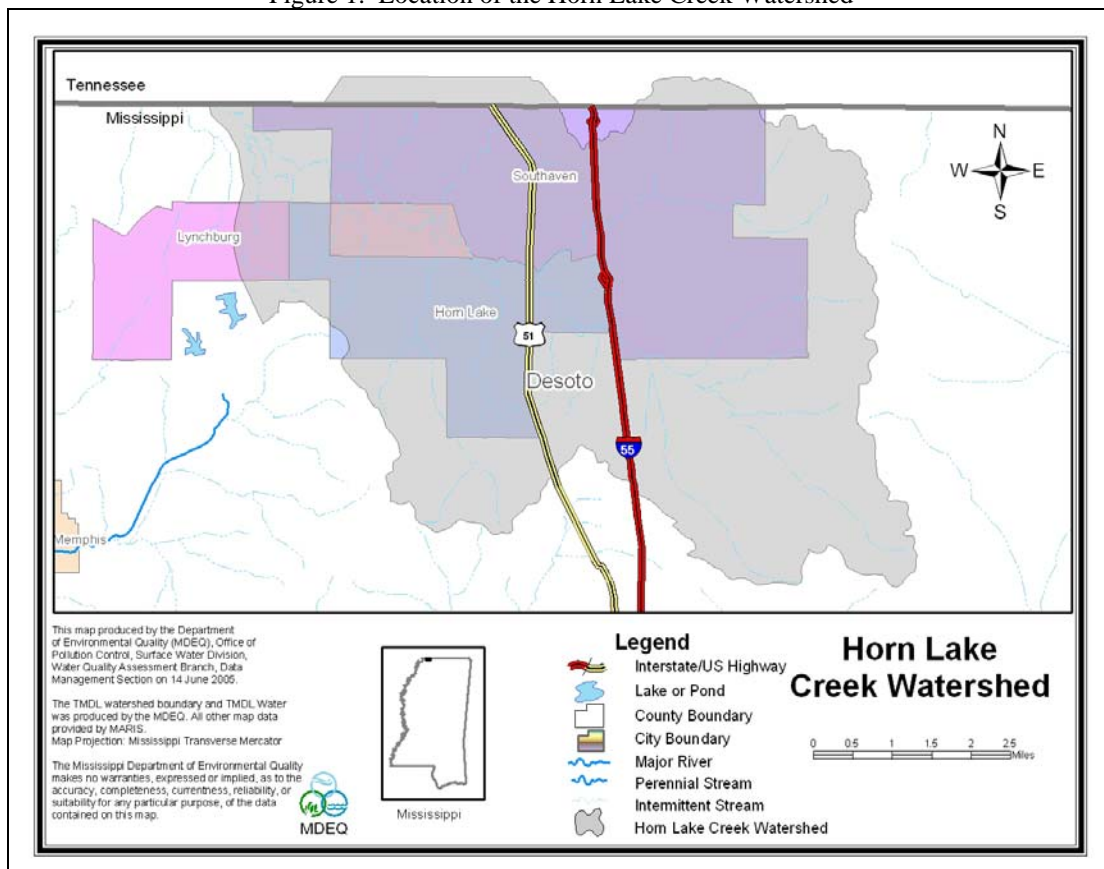 Figure 1. Location of the Horn Lake Creek Watershed
Tennessee
Mississippi
N
W
E
S
Southaven
Lynchburg
Horn Lake
51
Desoto
55
Memphis
This map produced by the Department
of Environmental Quality (MDEQ), Office of
Pollution Control, Surface Water Division,
Water Quality Assessment Branch, Data
Management Section on 14 June 2005.
The TMDL watershed boundary and TMDL Water
was produced by the MDEQ. All other map data
provided by MARIS.
Map Projection: Mississippi Transverse Mercator
The Mississippi Department of Environmental Quality
makes no warranties, expressed or implied, as to the
accuracy, completeness, currentness, reliability, or
suitability for any particular purpose, of the data
contained on this map.
MDEQ
Mississippi
Legend
Interstate/US Highway
Lake or Pond
County Boundary
City Boundary
Major River
Perennial Stream
Intermittent Stream
Horn Lake Creek Watershed
Horn Lake
Creek Watershed
0 0.5 1 1.5 2 2.5
Miles